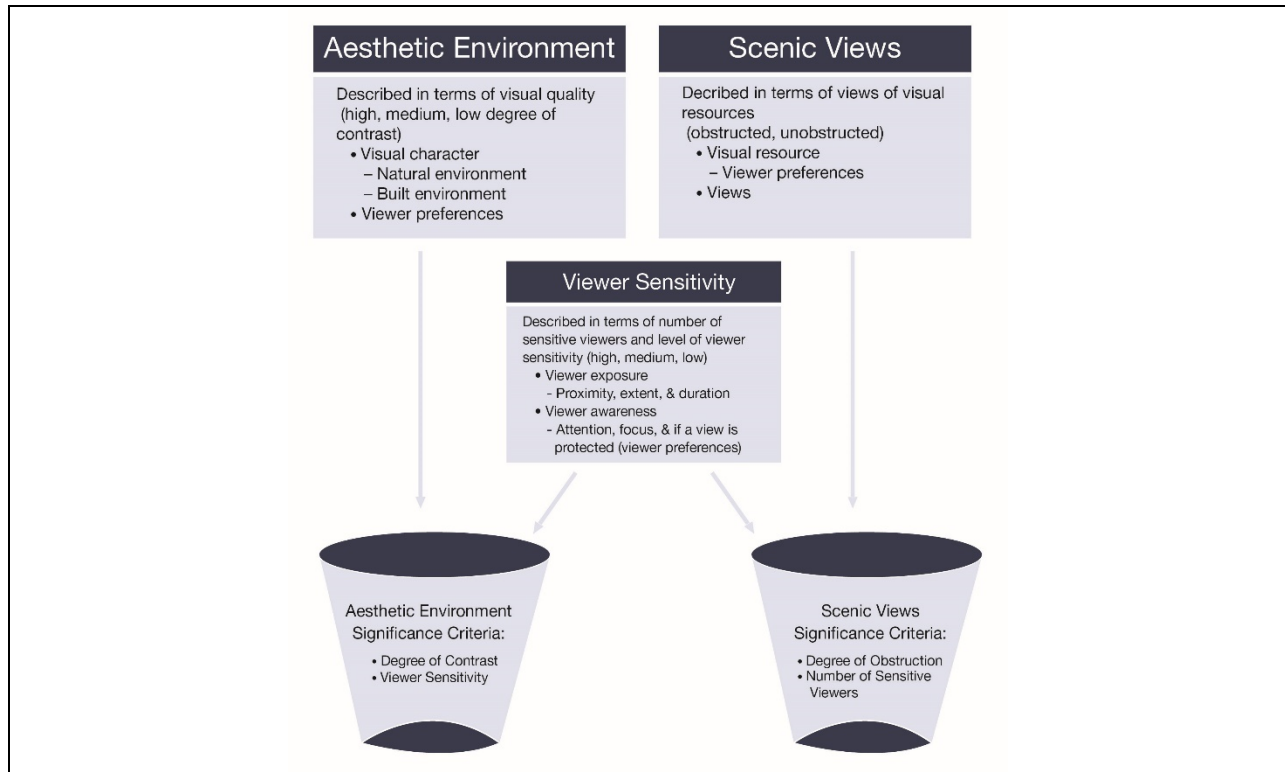 Aesthetic Environment
Described in terms of visual quality
(high, medium, low degree of
contrast)
• Visual character
– Natural environment
– Built environment
• Viewer preferences
Scenic Views
Decribed in terms of views of visual
resources
(obstructed, unobstructed)
• Visual resource
– Viewer preferences
• Views
Viewer Sensitivity
Described in terms of number of
sensitive viewers and level of viewer
sensitivity (high, medium, low)
• Viewer exposure
- Proximity, extent, & duration
• Viewer awareness
- Attention, focus, & if a view is
protected (viewer preferences)
Aesthetic Environment
Significance Criteria:
• Degree of Contrast
• Viewer Sensitivity
Scenic Views
Significance Criteria:
• Degree of Obstruction
• Number of Sensitive
Viewers